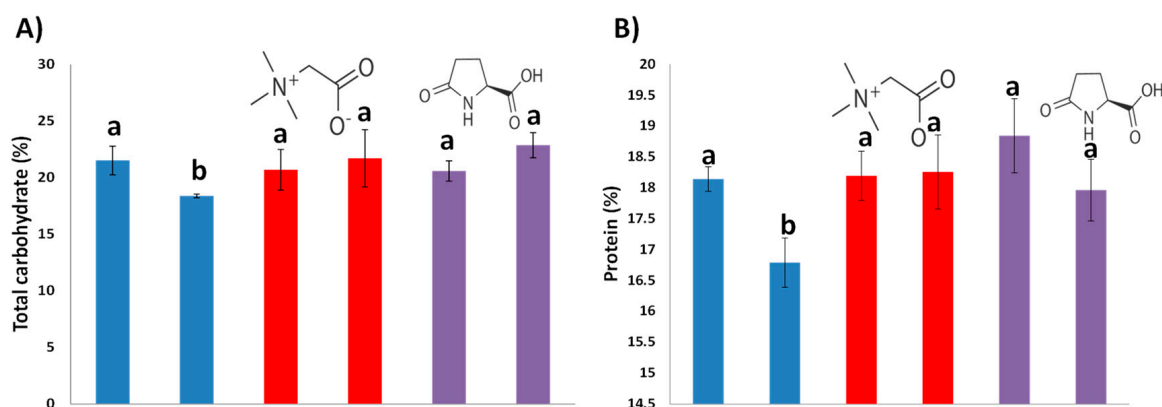 A)
Total carbohydrate (%)
30
25
20
15
10
5
0
a
b
a
a
a
a
N+
O
O-
O
N
H
O
OH
B)
Protein (%)
20
19.5
19
18.5
18
17.5
17
16.5
16
15.5
15
14.5
a
b
a
a
a
a
N+
O
O-
O
N
H
O
OH